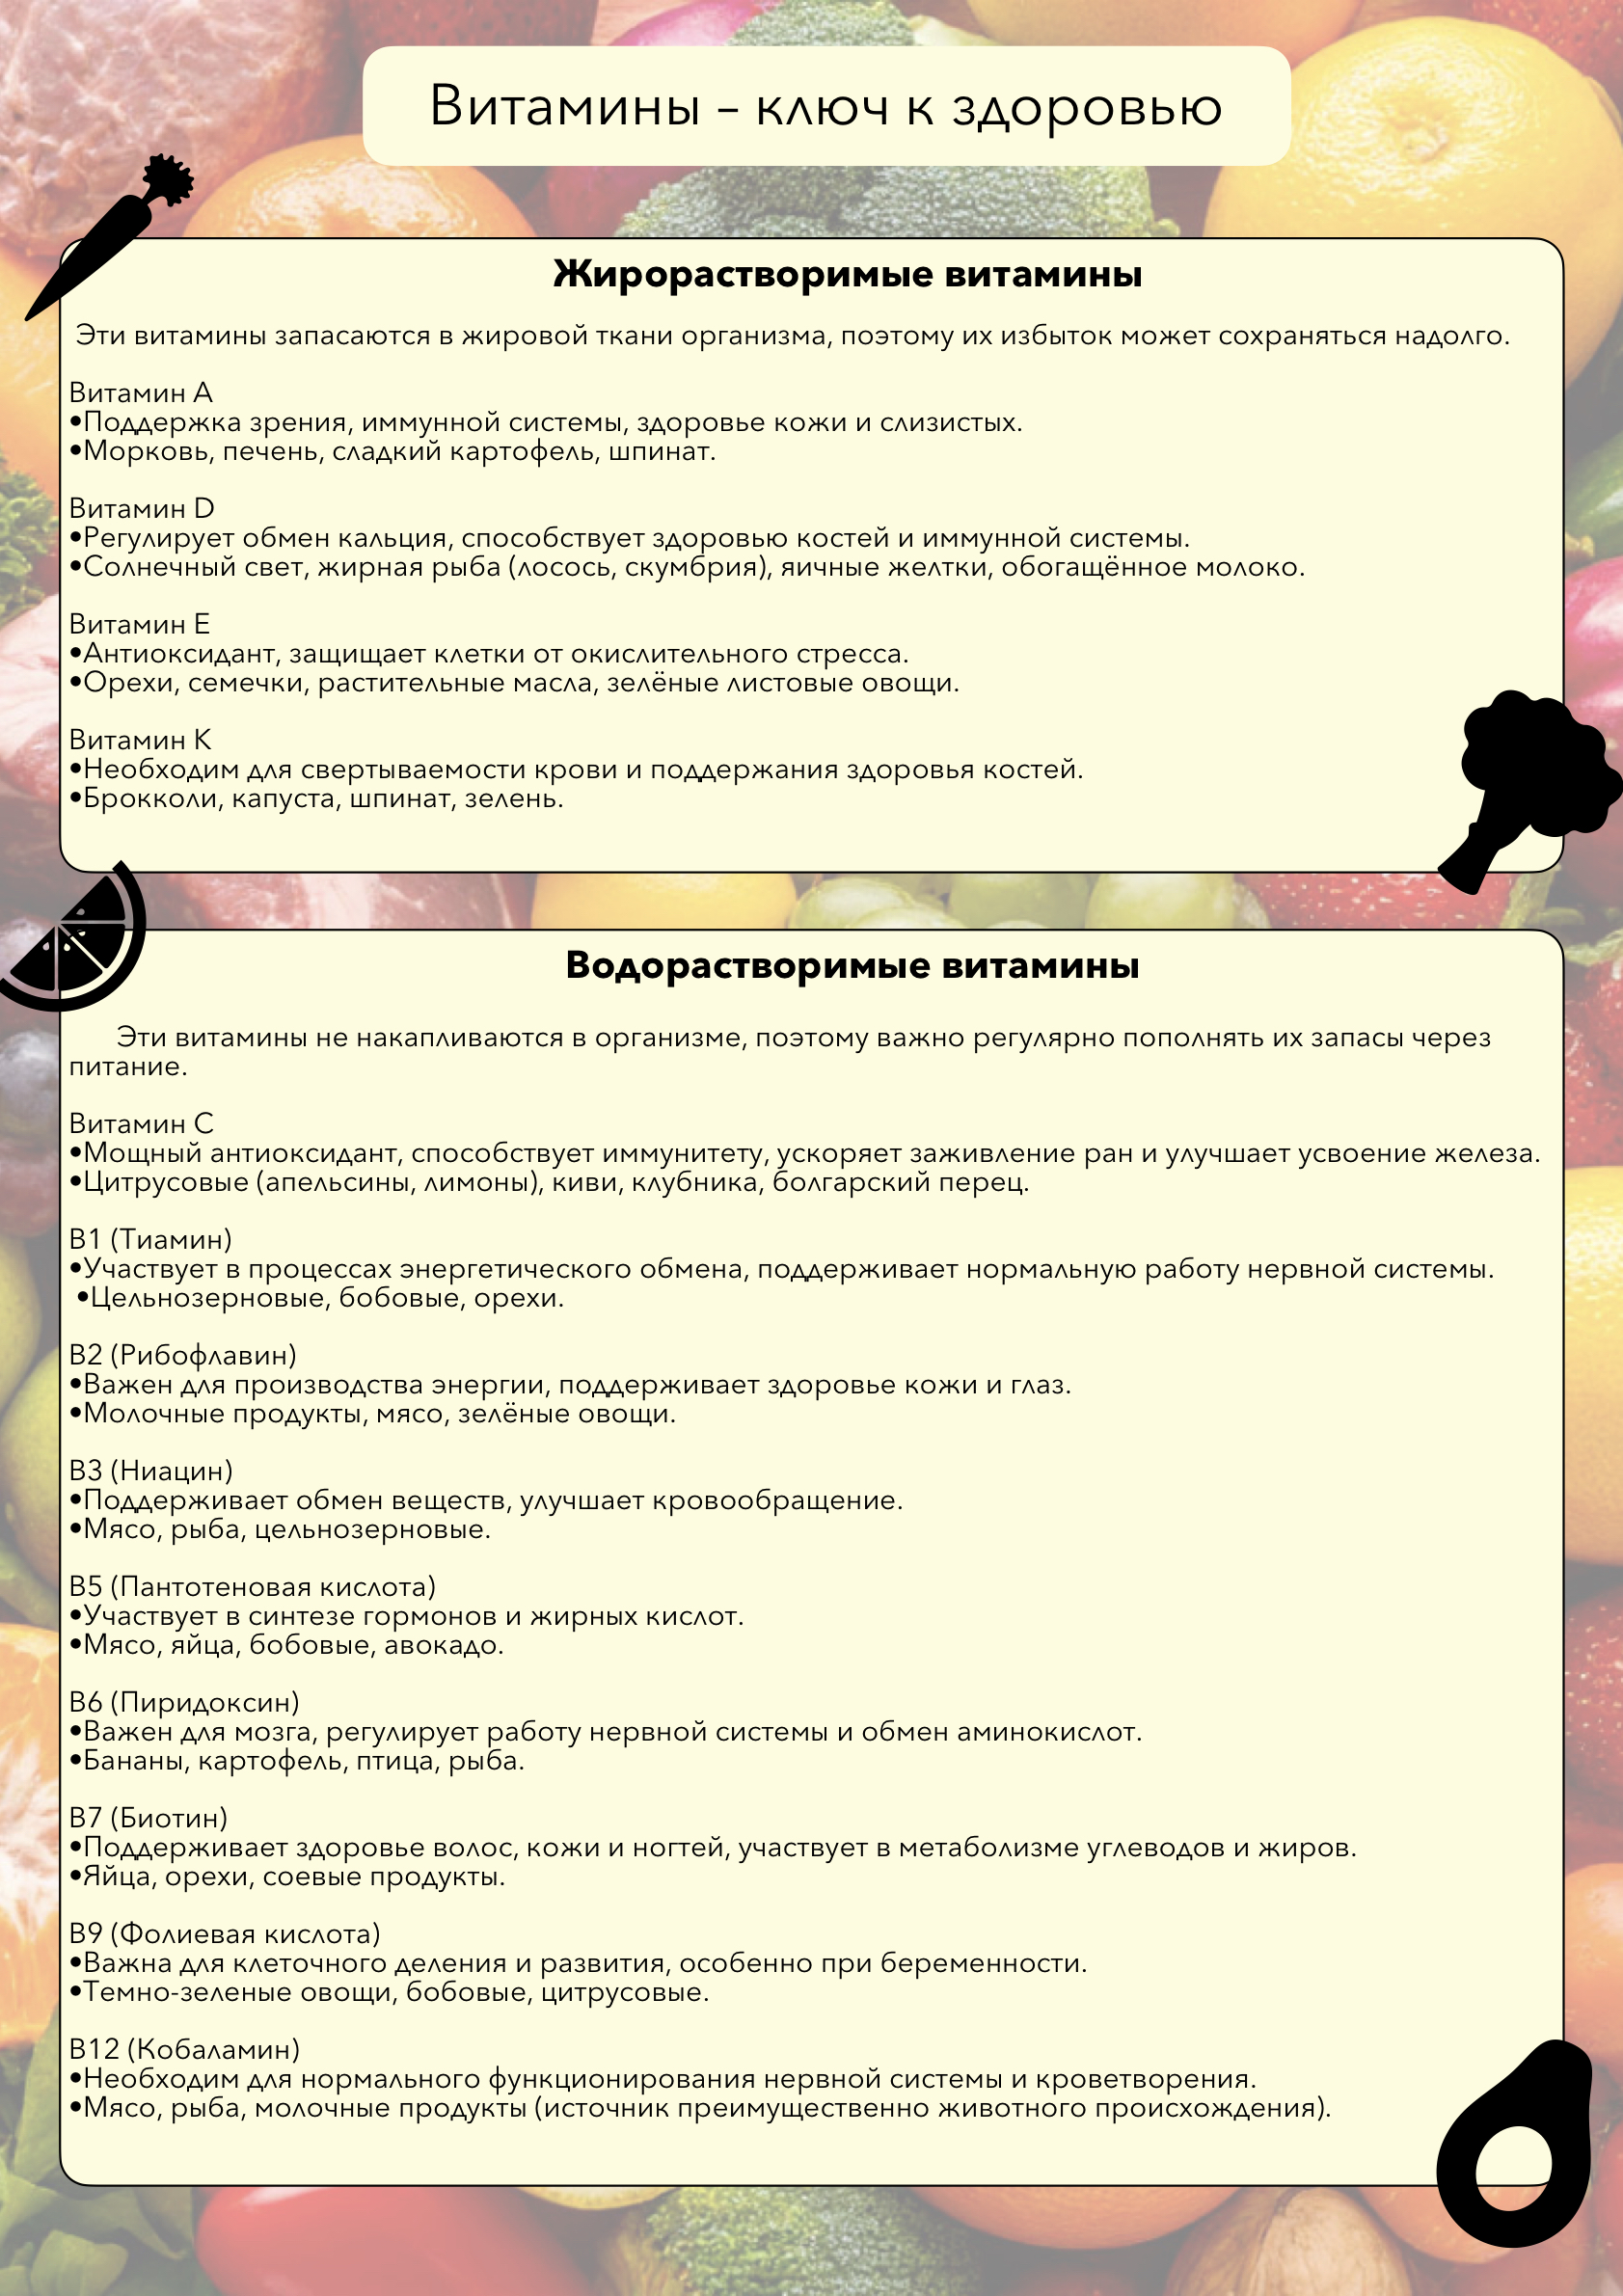 Витамины – ключ к здоровью
Жирорастворимые витамины
Эти витамины запасаются в жировой ткани организма, поэтому их избыток может сохраняться надолго.
Витамин А
•Поддержка зрения, иммунной системы, здоровье кожи и слизистых.
•Морковь, печень, сладкий картофель, шпинат.
Витамин D
•Регулирует обмен кальция, способствует здоровью костей и иммунной системы.
•Солнечный свет, жирная рыба (лосось, скумбрия), яичные желтки, обогащённое молоко.
Витамин Е
•Антиоксидант, защищает клетки от окислительного стресса.
•Орехи, семечки, растительные масла, зелёные листовые овощи.
Витамин К
•Необходим для свертываемости крови и поддержания здоровья костей.
•Брокколи, капуста, шпинат, зелень.
Водорастворимые витамины
Эти витамины не накапливаются в организме, поэтому важно регулярно пополнять их запасы через
питание.
Витамин С
•Мощный антиоксидант, способствует иммунитету, ускоряет заживление ран и улучшает усвоение железа.
•Цитрусовые (апельсины, лимоны), киви, клубника, болгарский перец.
В1 (Тиамин)
•Участвует в процессах энергетического обмена, поддерживает нормальную работу нервной системы.
•Цельнозерновые, бобовые, орехи.
В2 (Рибофлавин)
•Важен для производства энергии, поддерживает здоровье кожи и глаз.
•Молочные продукты, мясо, зелёные овощи.
В3 (Ниацин)
•Поддерживает обмен веществ, улучшает кровообращение.
•Мясо, рыба, цельнозерновые.
В5 (Пантотеновая кислота)
•Участвует в синтезе гормонов и жирных кислот.
•Мясо, яйца, бобовые, авокадо.
В6 (Пиридоксин)
•Важен для мозга, регулирует работу нервной системы и обмен аминокислот.
•Бананы, картофель, птица, рыба.
В7 (Биотин)
•Поддерживает здоровье волос, кожи и ногтей, участвует в метаболизме углеводов и жиров.
•Яйца, орехи, соевые продукты.
В9 (Фолиевая кислота)
•Важна для клеточного деления и развития, особенно при беременности.
•Темно-зеленые овощи, бобовые, цитрусовые.
В12 (Кобаламин)
•Необходим для нормального функционирования нервной системы и кроветворения.
•Мясо, рыба, молочные продукты (источник преимущественно животного происхождения).